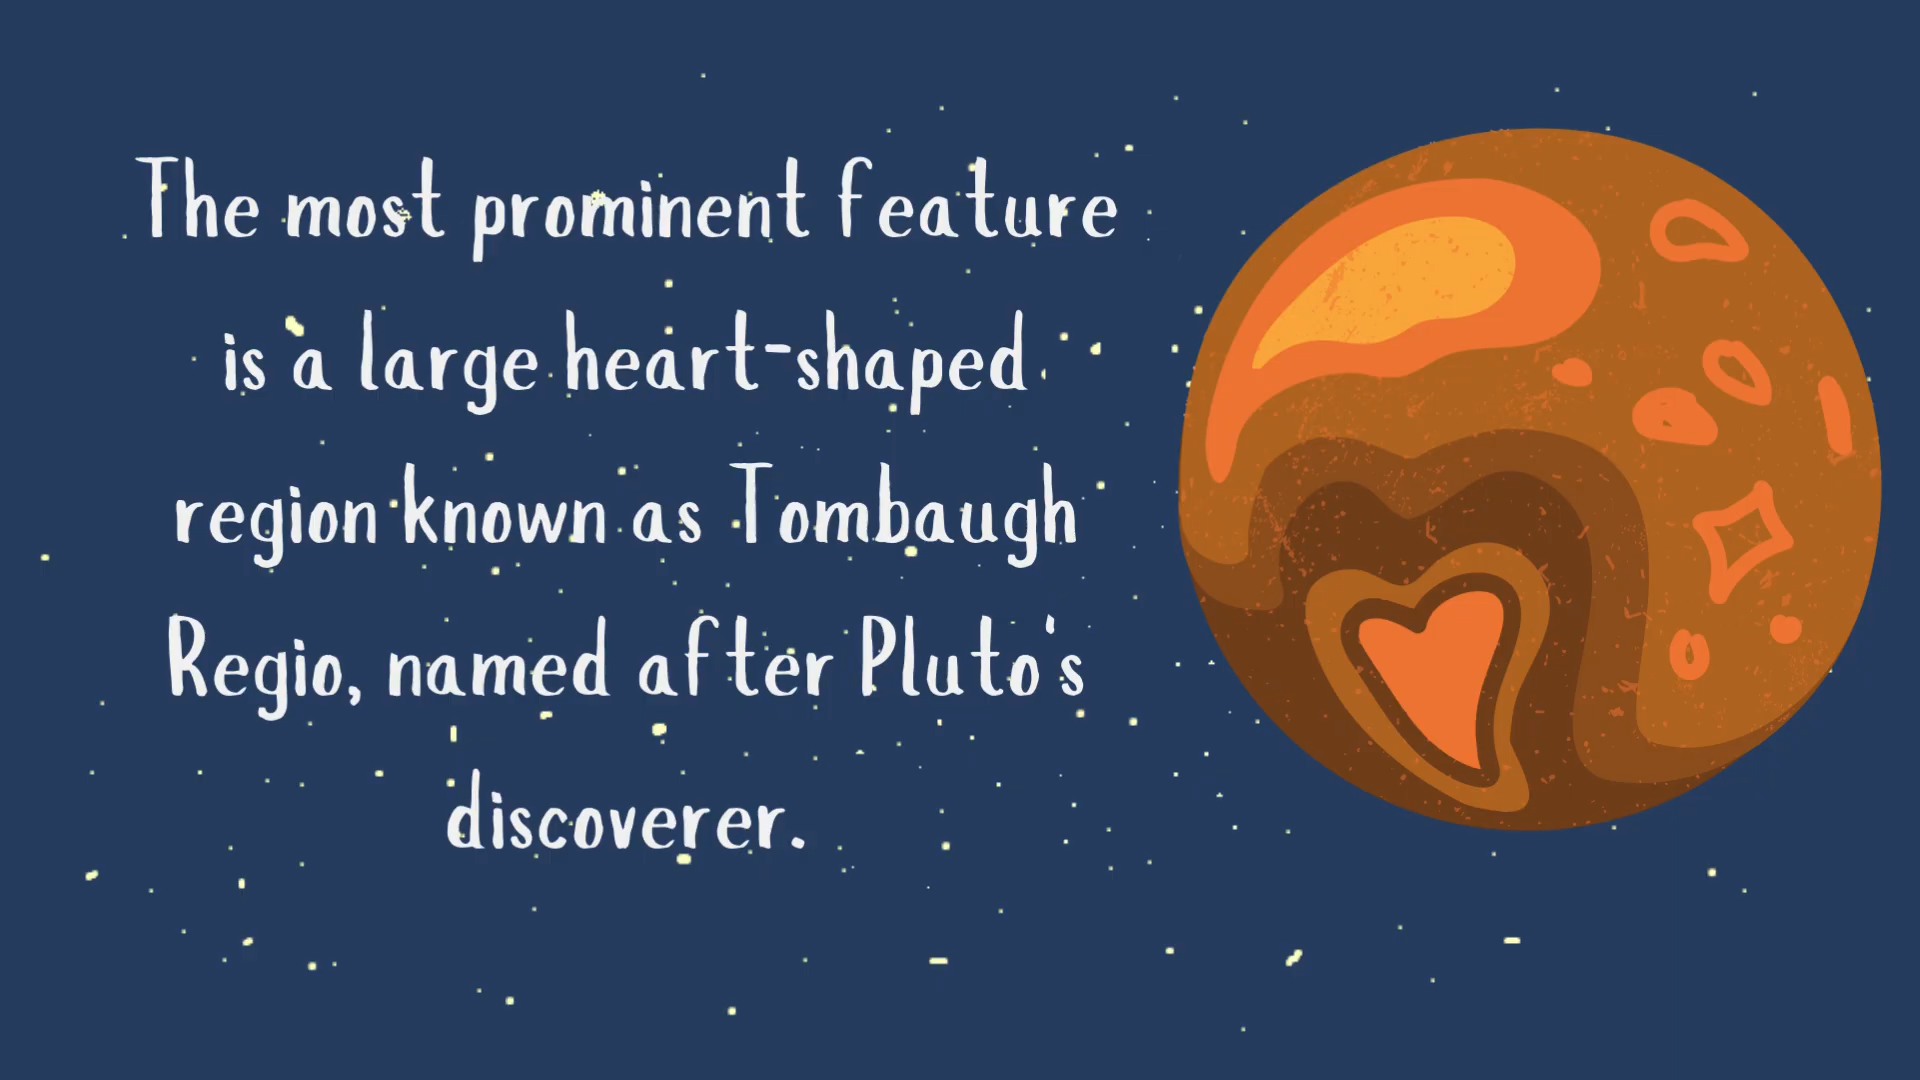 The most prominent feature
is a large heart-shaped
region known as Tombaugh
Regio, named after Pluto's
discoverer.